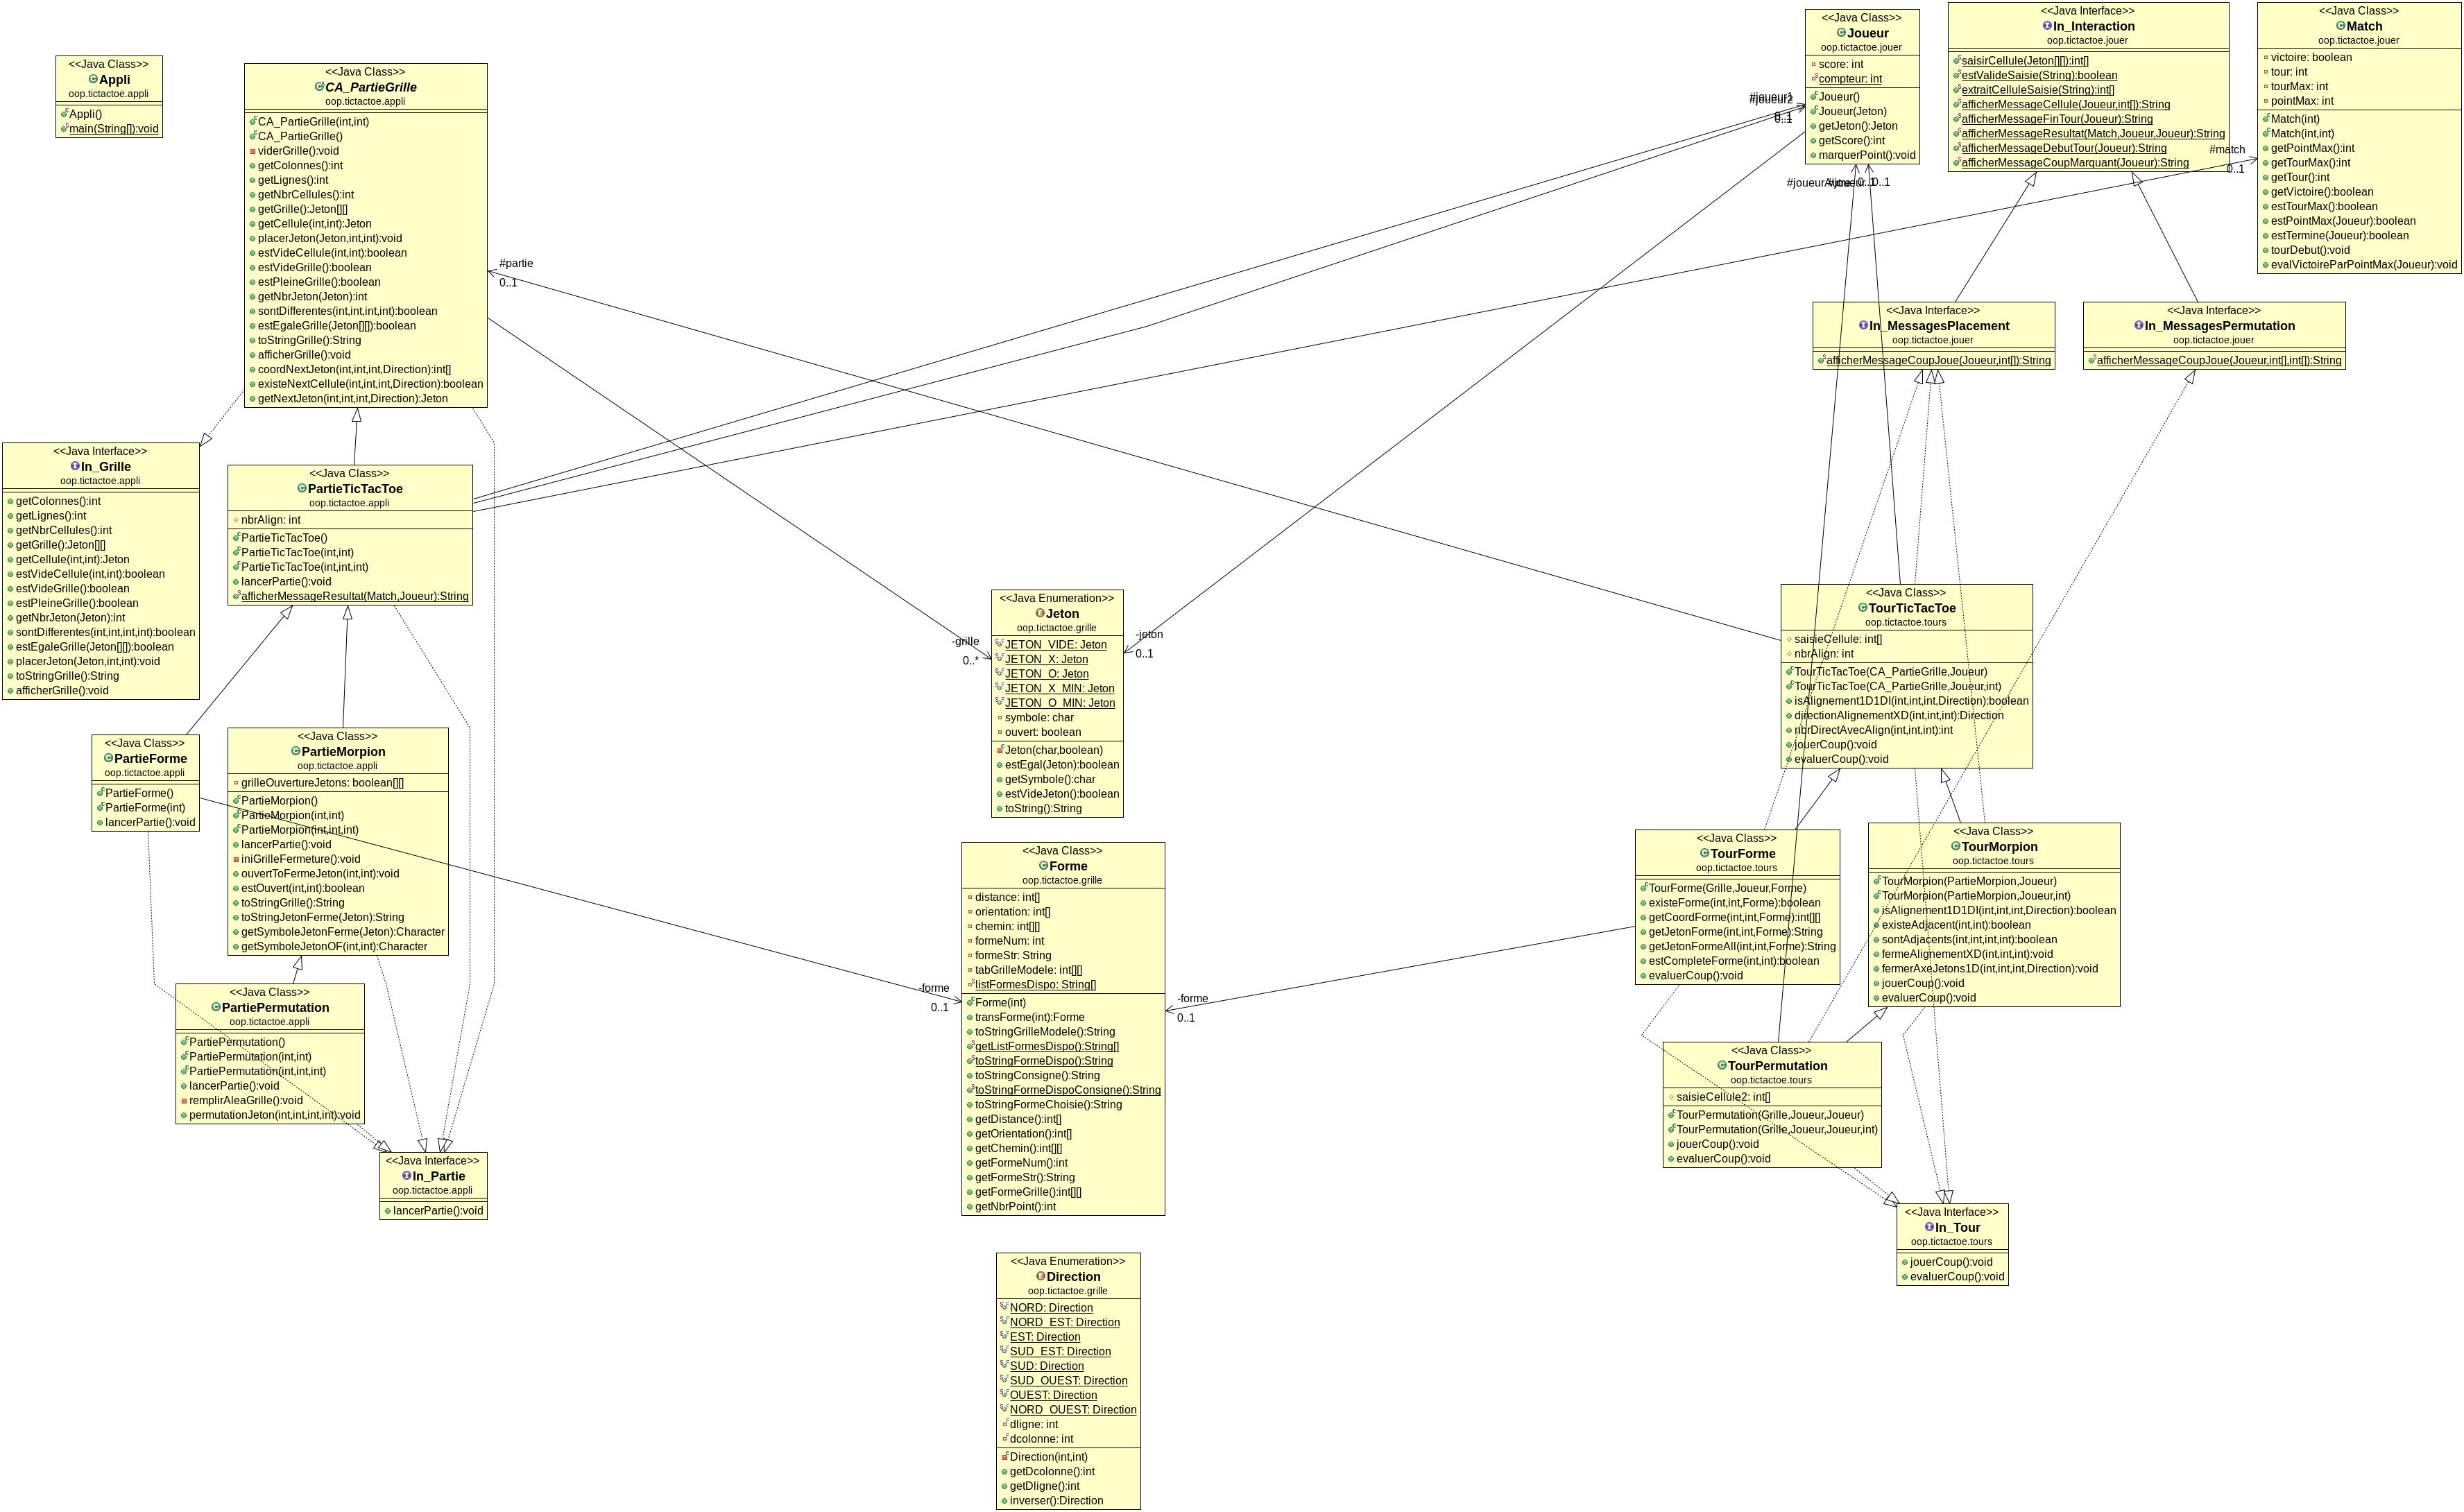 <<Java Class>>
Appli
oop.tictactoe.appli
Appli()
main(String[]):void
<<Java Class>>
CA_PartieGrille
oop.tictactoe.appli
CA_PartieGrille(int,int)
CA_PartieGrille()
viderGrille():void
getColonnes():int
getLignes():int
getNbrCellules():int
getGrille():Jeton[][]
getCellule(int,int):Jeton
placerJeton(Jeton,int,int):void
estVideCellule(int,int):boolean
estVideGrille():boolean
estPleineGrille():boolean
getNbrJeton(Jeton):int
sontDifferentes(int,int,int,int):boolean
estEgaleGrille(Jeton[][]):boolean
toStringGrille():String
afficherGrille():void
coordNextJeton(int,int,int,Direction):int[]
existeNextCellule(int,int,int,Direction):boolean
getNextJeton(int,int,int,Direction):Jeton
#partie
0..1
<<Java Class>>
Joueur
oop.tictactoe.jouer
score: int
compteur: int
Joueur()
Joueur(Jeton)
getJeton():Jeton
getScore():int
marquerPoint():void
#joueur1
#joueur2
0..1
0..1
#joueurAutre
#joueur
0..1
0..1
<<Java Interface>>
In_Interaction
oop.tictactoe.jouer
saisirCellule(Jeton[][]):int[]
estValideSaisie(String):boolean
extraitCelluleSaisie(String):int[]
afficherMessageCellule(Joueur,int[]):String
afficherMessageFinTour(Joueur):String
afficherMessageResultat(Match,Joueur,Joueur):String
afficherMessageDebutTour(Joueur):String
afficherMessageCoupMarquant(Joueur):String
<<Java Class>>
Match
oop.tictactoe.jouer
victoire: boolean
tour: int
tourMax: int
pointMax: int
Match(int)
Match(int,int)
getPointMax():int
getTourMax():int
getTour():int
getVictoire():boolean
estTourMax():boolean
estPointMax(Joueur):boolean
estTermine(Joueur):boolean
tourDebut():void
evalVictoireParPointMax(Joueur):void
#match
0..1
<<Java Interface>>
In_MessagesPlacement
oop.tictactoe.jouer
afficherMessageCoupJoue(Joueur,int[]):String
<<Java Interface>>
In_MessagesPermutation
oop.tictactoe.jouer
afficherMessageCoupJoue(Joueur,int[],int[]):String
<<Java Interface>>
In_Grille
oop.tictactoe.appli
getColonnes():int
getLignes():int
getNbrCellules():int
getGrille():Jeton[][]
getCellule(int,int):Jeton
estVideCellule(int,int):boolean
estVideGrille():boolean
estPleineGrille():boolean
getNbrJeton(Jeton):int
sontDifferentes(int,int,int,int):boolean
estEgaleGrille(Jeton[][]):boolean
placerJeton(Jeton,int,int):void
toStringGrille():String
afficherGrille():void
<<Java Class>>
PartieTicTacToe
oop.tictactoe.appli
nbrAlign: int
PartieTicTacToe()
PartieTicTacToe(int,int)
PartieTicTacToe(int,int,int)
lancerPartie():void
afficherMessageResultat(Match,Joueur):String
<<Java Enumeration>>
Jeton
oop.tictactoe.grille
JETON_VIDE: Jeton
JETON_X: Jeton
JETON_O: Jeton
JETON_X_MIN: Jeton
JETON_O_MIN: Jeton
symbole: char
ouvert: boolean
Jeton(char,boolean)
estEgal(Jeton):boolean
getSymbole():char
estVideJeton():boolean
toString():String
-grille
0..*
-jeton
0..1
<<Java Class>>
TourTicTacToe
oop.tictactoe.tours
saisieCellule: int[]
nbrAlign: int
TourTicTacToe(CA_PartieGrille,Joueur)
TourTicTacToe(CA_PartieGrille,Joueur,int)
isAlignement1D1DI(int,int,int,Direction):boolean
directionAlignementXD(int,int,int):Direction
nbrDirectAvecAlign(int,int,int):int
jouerCoup():void
evaluerCoup():void
<<Java Class>>
PartieForme
oop.tictactoe.appli
PartieForme()
PartieForme(int)
lancerPartie():void
<<Java Class>>
PartieMorpion
oop.tictactoe.appli
grilleOuvertureJetons: boolean[][]
PartieMorpion()
PartieMorpion(int,int)
PartieMorpion(int,int,int)
lancerPartie():void
iniGrilleFermeture():void
ouvertToFermeJeton(int,int):void
estOuvert(int,int):boolean
toStringGrille():String
toStringJetonFerme(Jeton):String
getSymboleJetonFerme(Jeton):Character
getSymboleJetonOF(int,int):Character
<<Java Class>>
Forme
oop.tictactoe.grille
distance: int[]
orientation: int[]
chemin: int[][]
formeNum: int
formeStr: String
tabGrilleModele: int[][]
listFormesDispo: String[]
Forme(int)
transForme(int):Forme
toStringGrilleModele():String
getListFormesDispo():String[]
toStringFormeDispo():String
toStringConsigne():String
toStringFormeDispoConsigne():String
toStringFormeChoisie():String
getDistance():int[]
getOrientation():int[]
getChemin():int[][]
getFormeNum():int
getFormeStr():String
getFormeGrille():int[][]
getNbrPoint():int
-forme
0..1
-forme
0..1
<<Java Class>>
TourForme
oop.tictactoe.tours
TourForme(Grille,Joueur,Forme)
existeForme(int,int,Forme):boolean
getCoordForme(int,int,Forme):int[][]
getJetonForme(int,int,Forme):String
getJetonFormeAll(int,int,Forme):String
estCompleteForme(int,int):boolean
evaluerCoup():void
<<Java Class>>
TourMorpion
oop.tictactoe.tours
TourMorpion(PartieMorpion,Joueur)
TourMorpion(PartieMorpion,Joueur,int)
isAlignement1D1DI(int,int,int,Direction):boolean
existeAdjacent(int,int):boolean
sontAdjacents(int,int,int,int):boolean
fermeAlignementXD(int,int,int):void
fermerAxeJetons1D(int,int,int,Direction):void
jouerCoup():void
evaluerCoup():void
<<Java Class>>
PartiePermutation
oop.tictactoe.appli
PartiePermutation()
PartiePermutation(int,int)
PartiePermutation(int,int,int)
lancerPartie():void
remplirAleaGrille():void
permutationJeton(int,int,int,int):void
<<Java Class>>
TourPermutation
oop.tictactoe.tours
saisieCellule2: int[]
TourPermutation(Grille,Joueur,Joueur)
TourPermutation(Grille,Joueur,Joueur,int)
jouerCoup():void
evaluerCoup():void
<<Java Interface>>
In_Partie
oop.tictactoe.appli
lancerPartie():void
<<Java Interface>>
In_Tour
oop.tictactoe.tours
jouerCoup():void
evaluerCoup():void
<<Java Enumeration>>
Direction
oop.tictactoe.grille
NORD: Direction
NORD_EST: Direction
EST: Direction
SUD_EST: Direction
SUD: Direction
SUD_OUEST: Direction
OUEST: Direction
NORD_OUEST: Direction
dligne: int
dcolonne: int
Direction(int,int)
getDcolonne():int
getDligne():int
inverser():Direction